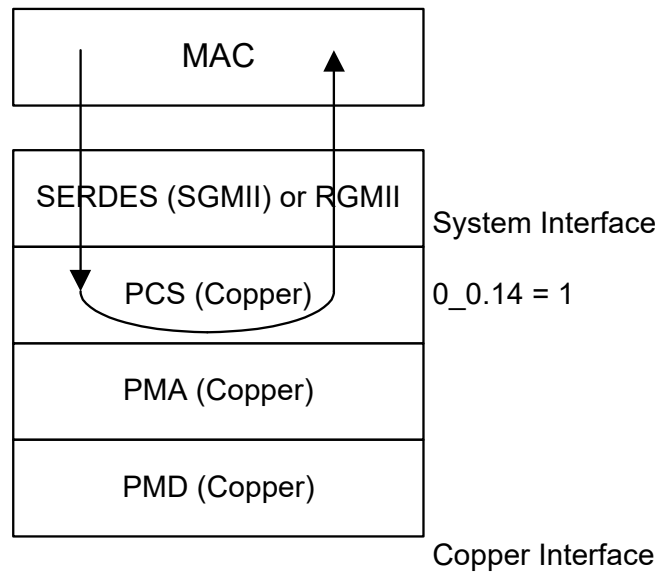 MAC
SERDES (SGMII) or RGMII
System Interface
PCS (Copper)
0_0.14 = 1
PMA (Copper)
PMD (Copper)
Copper Interface